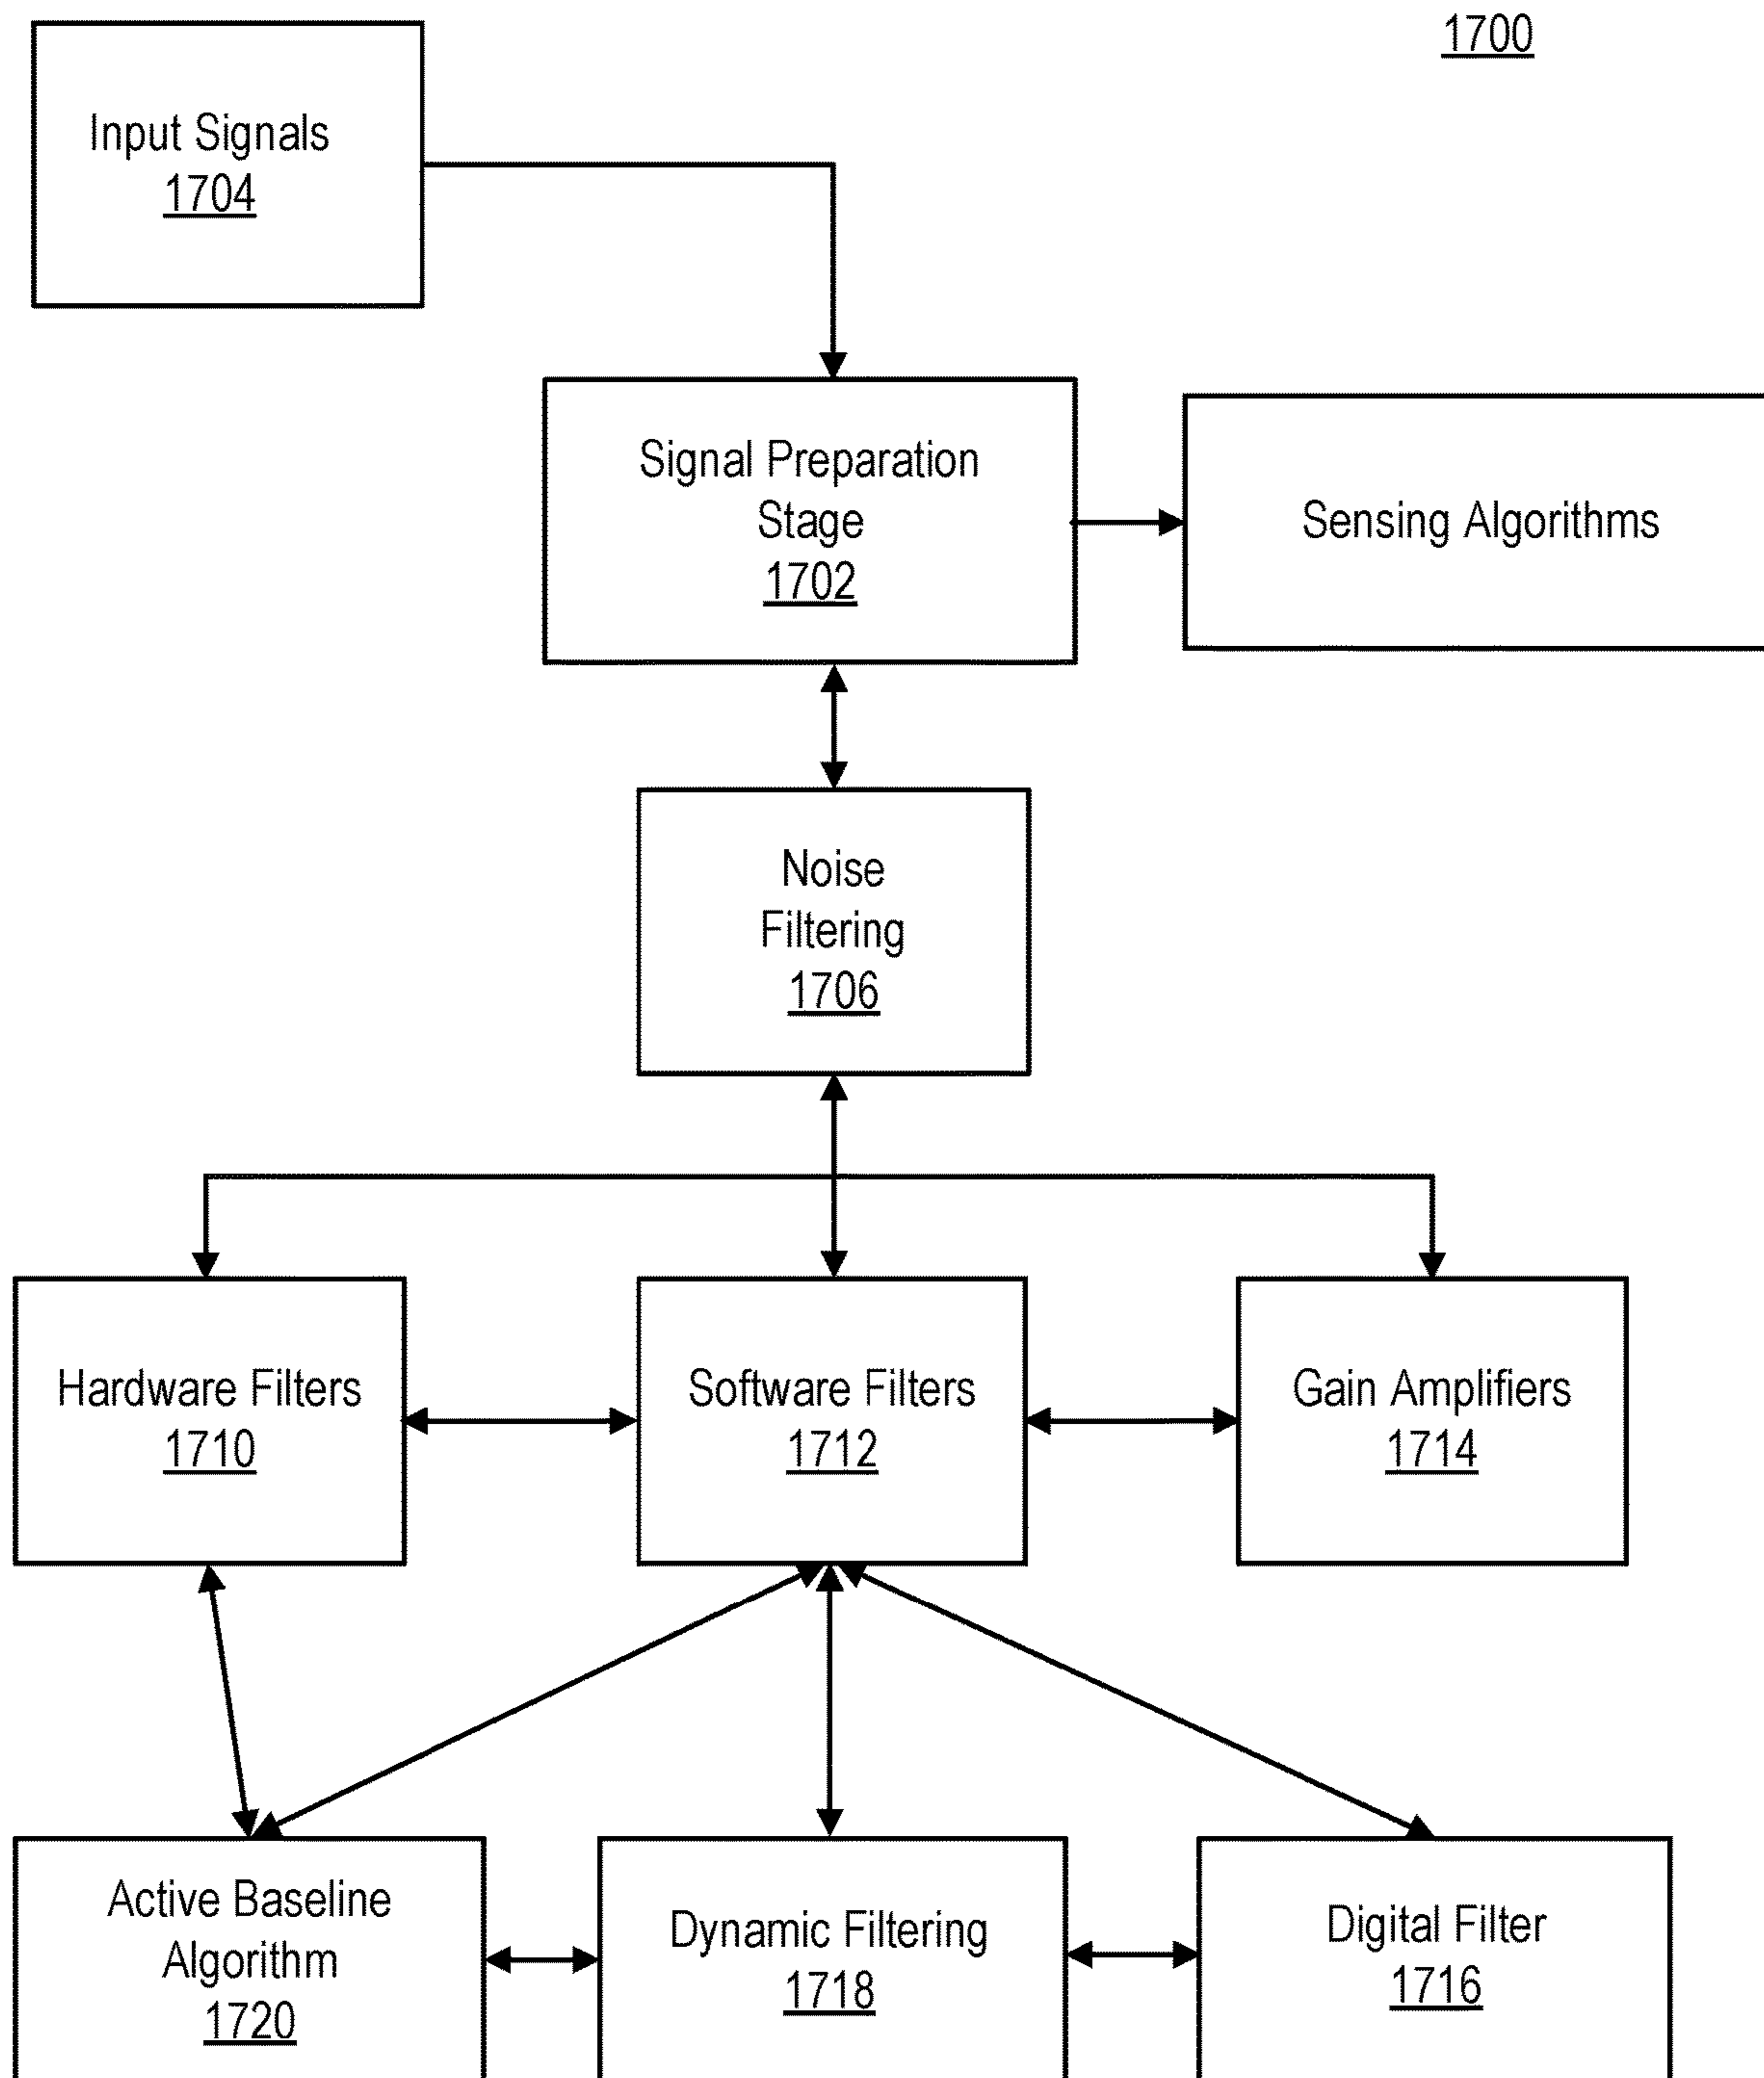 1700
Input Signals
1704
Signal Preparation
Stage
1702
Sensing Algorithms
Noise
Filtering
1706
Hardware Filters
1710
Software Filters
1712
Gain Amplifiers
1714
Active Baseline
Algorithm
1720
Dynamic Filtering
1718
Digital Filter
1716